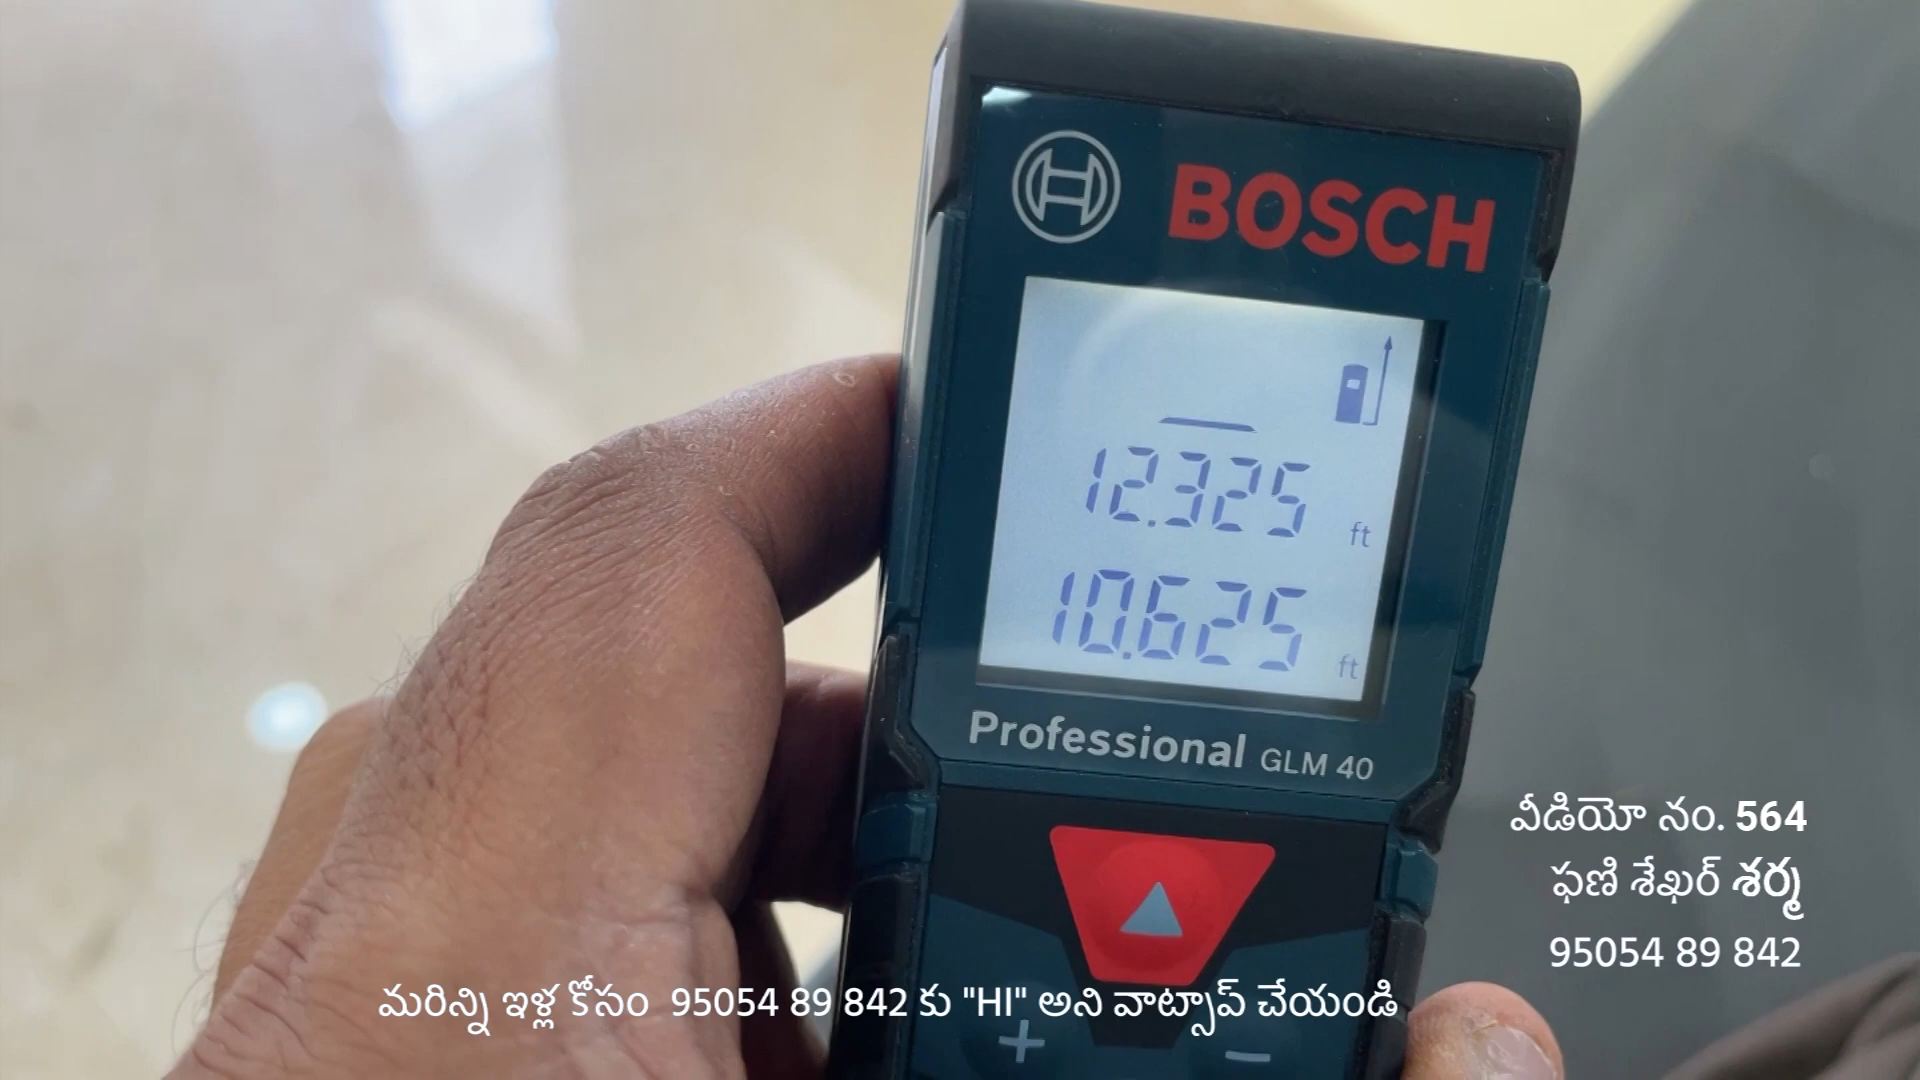 BOSCH
12.325 ft
10.625 ft
Professional GLM 40
వీడియో నం. 564
ఫణి శేఖర్ శర్మ
95054 89 842
మరిన్ని ఇళ్ల కోసం 95054 89 842 కు "HI" అని వాట్సాప్ చేయండి
+ −